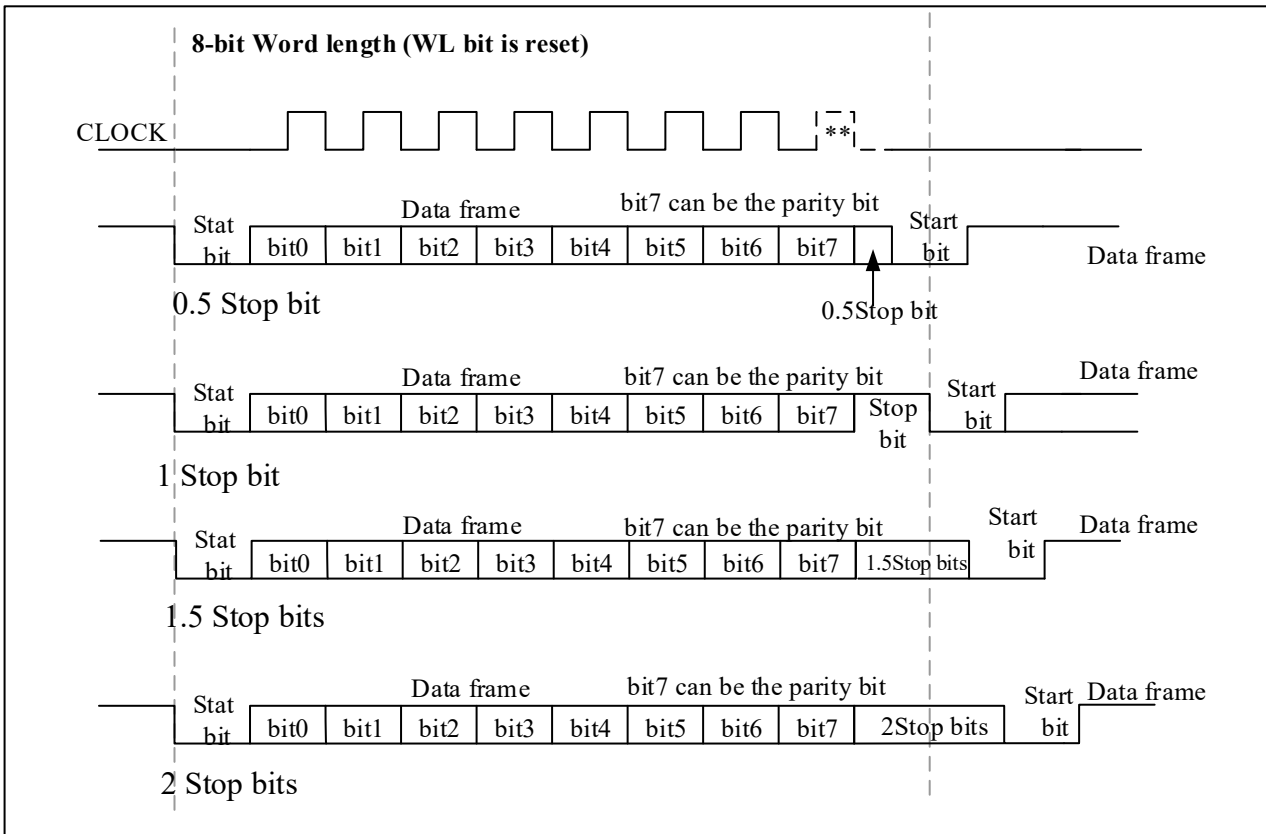 8-bit Word length (WL bit is reset)
CLOCK
**
Data frame
bit7 can be the parity bit
Stat
bit
bit0 bit1 bit2 bit3 bit4 bit5 bit6 bit7
Start
bit
Data frame
0.5 Stop bit
0.5Stop bit
Data frame
bit7 can be the parity bit
Stat
bit
bit0 bit1 bit2 bit3 bit4 bit5 bit6 bit7
Stop
bit
Start
bit
Data frame
1 Stop bit
Data frame
bit7 can be the parity bit
Stat
bit
bit0 bit1 bit2 bit3 bit4 bit5 bit6 bit7
1.5Stop bits
Start
bit
Data frame
1.5 Stop bits
Data frame
bit7 can be the parity bit
Stat
bit
bit0 bit1 bit2 bit3 bit4 bit5 bit6 bit7
2Stop bits
Start
bit
Data frame
2 Stop bits